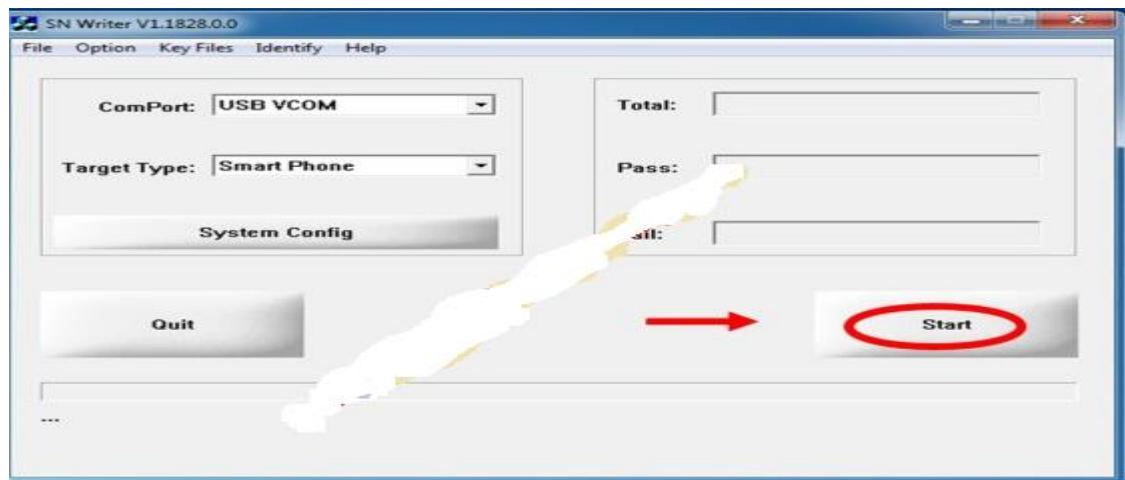 SN Writer V1.1828.0.0
File Option Key Files Identify Help
ComPort: USB VCOM
Target Type: Smart Phone
System Config
Total:
Pass:
Quit
Start
...